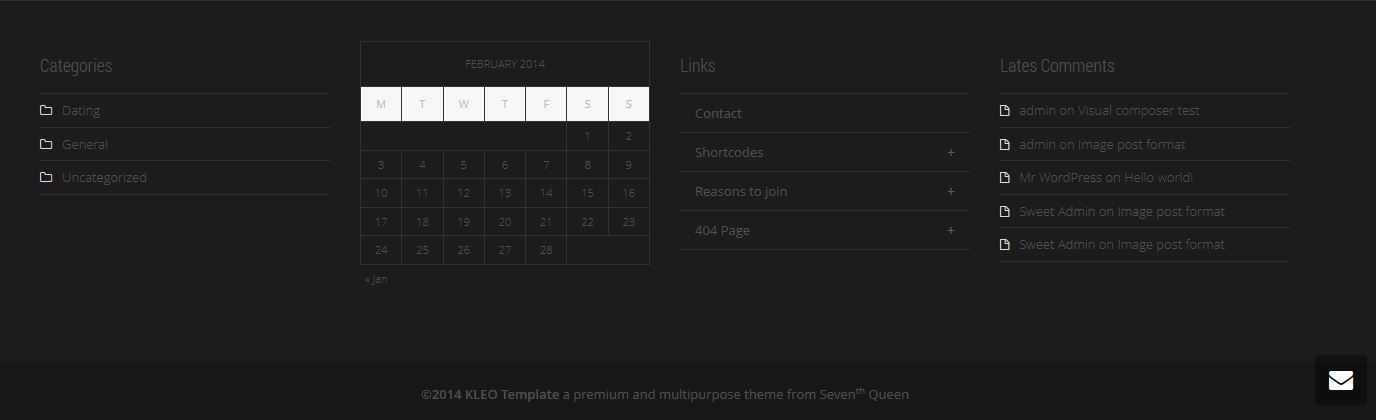 Categories
Dating
General
Uncategorized
FEBRUARY 2014
M T W T F S S
1 2
3 4 5 6 7 8 9
10 11 12 13 14 15 16
17 18 19 20 21 22 23
24 25 26 27 28
« Jan
Links
Contact
Shortcodes +
Reasons to join +
404 Page +
Lates Comments
admin on Visual composer test
admin on Image post format
Mr WordPress on Hello world!
Sweet Admin on Image post format
Sweet Admin on Image post format
©2014 KLEO Template a premium and multipurpose theme from Seventh Queen